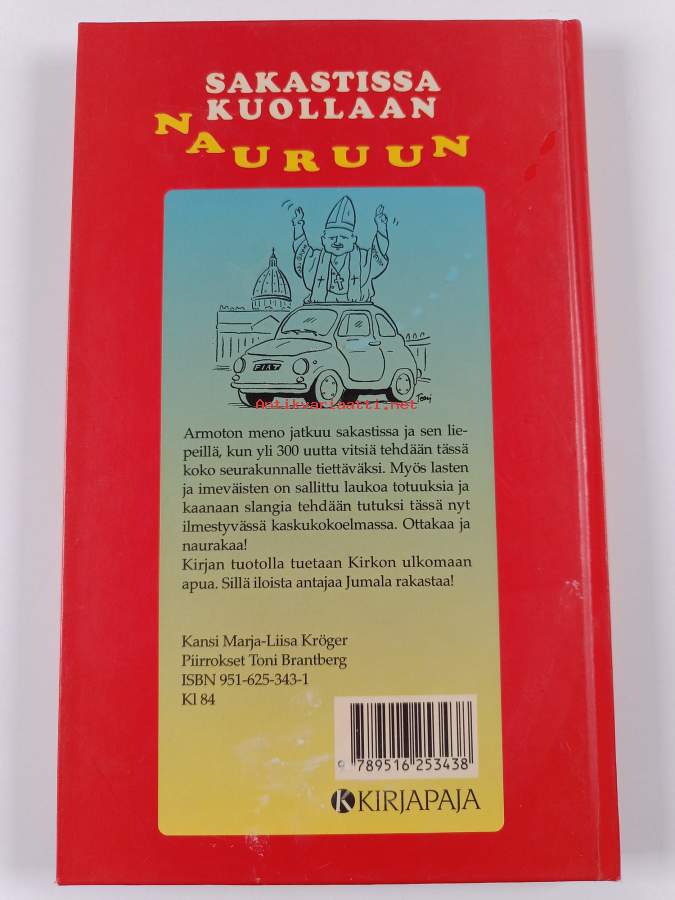 SAKASTISSA
KUOLLAAN
NAURUUN
FIAT
Toni
Antikvariaatti.net
Armoton meno jatkuu sakastissa ja sen lie-
peillä, kun yli 300 uutta vitsiä tehdään tässä
koko seurakunnalle tiettäväksi. Myös lasten
ja imeväisten on sallittu laukoa totuuksia ja
kaanaan slangia tehdään tutuksi tässä nyt
ilmestyvässä kaskukokoelmassa. Ottakaa ja
naurakaa!
Kirjan tuotolla tuetaan Kirkon ulkomaan
apua. Sillä iloista antajaa Jumala rakastaa!
Kansi Marja-Liisa Kröger
Piirrokset Toni Brantberg
ISBN 951-625-343-1
Kl 84
9 789516 253438
KIRJAPAJA